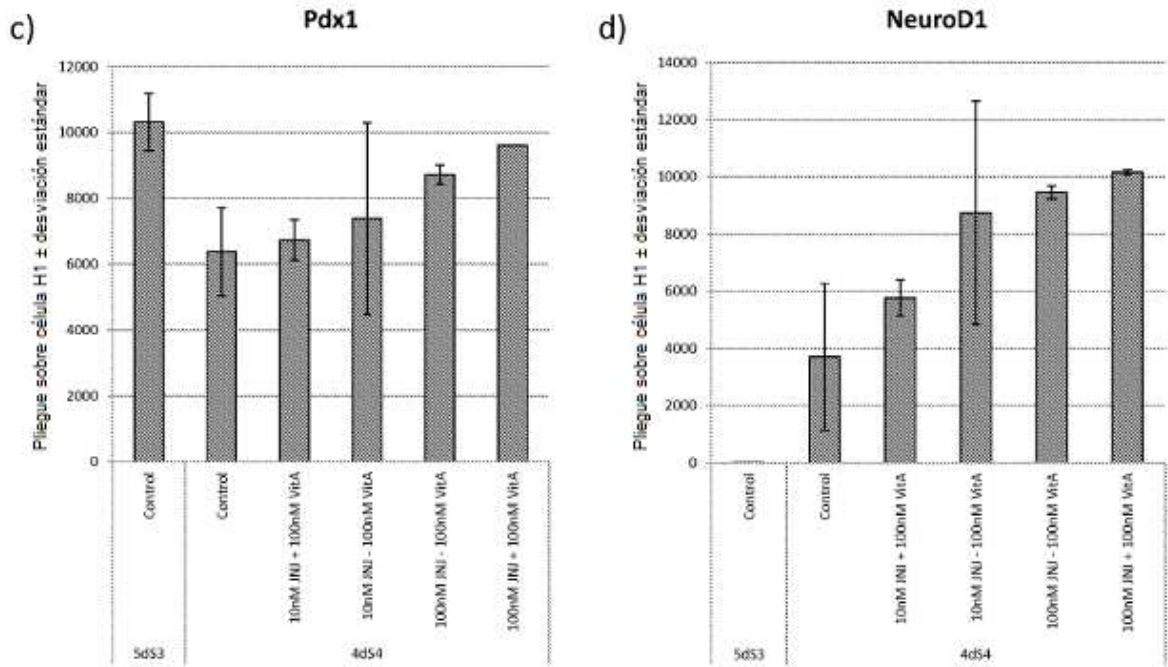 c)
Pdx1
Pliegue sobre célula H1 ± desviación estándar
12000
10000
8000
6000
4000
2000
0
Control
Control
10nM JNJ + 100nM VitA
10nM JNJ - 100nM VitA
100nM JNJ - 100nM VitA
100nM JNJ + 100nM VitA
5dS3
4dS4
d)
NeuroD1
Pliegue sobre célula H1 ± desviación estándar
14000
12000
10000
8000
6000
4000
2000
0
Control
Control
10nM JNJ + 100nM VitA
10nM JNJ - 100nM VitA
100nM JNJ - 100nM VitA
100nM JNJ + 100nM VitA
5dS3
4dS4